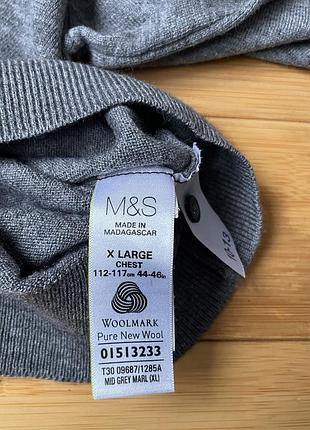 M&S
MADE IN
MADAGASCAR
X LARGE
CHEST
112-117cm 44-46in
WOOLMARK
Pure New Wool
01513233
T30 09687/1285A
MID GREY MARL (XL)